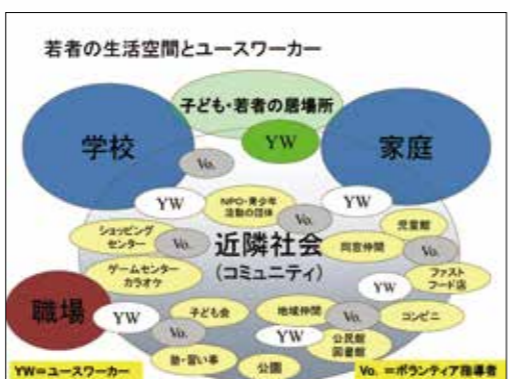 若者の生活空間とユースワーカー
子ども・若者の居場所
学校
YW
家庭
Vo.
YW
NPO・青少年
活動の団体
Vo.
YW
児童館
ショッピング
センター
Vo.
近隣社会
(コミュニティ)
同窓仲間
Vo.
ゲームセンター
カラオケ
YW
ファスト
フード店
職場
YW
子ども会
Vo.
地域仲間
Vo.
コンビニ
YW
公民館
図書館
塾・習い事
公園
YW=ユースワーカー
Vo. =ボランティア指導者